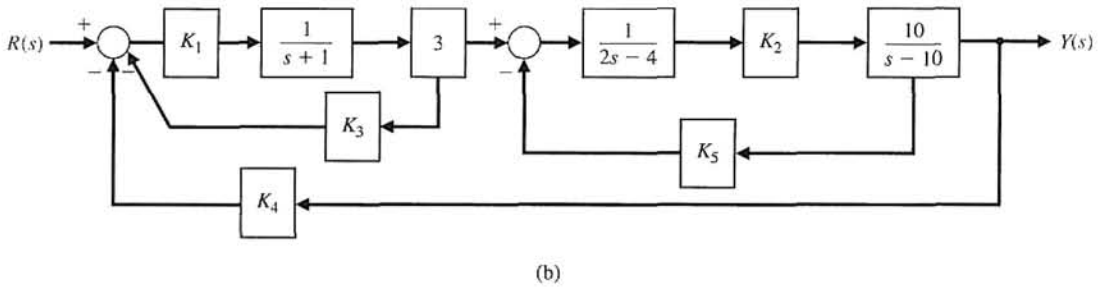 R(s)
+
− −
K₁
1
s + 1
3
+
−
1
2s − 4
K₂
10
s − 10
Y(s)
K₃
K₅
K₄
(b)